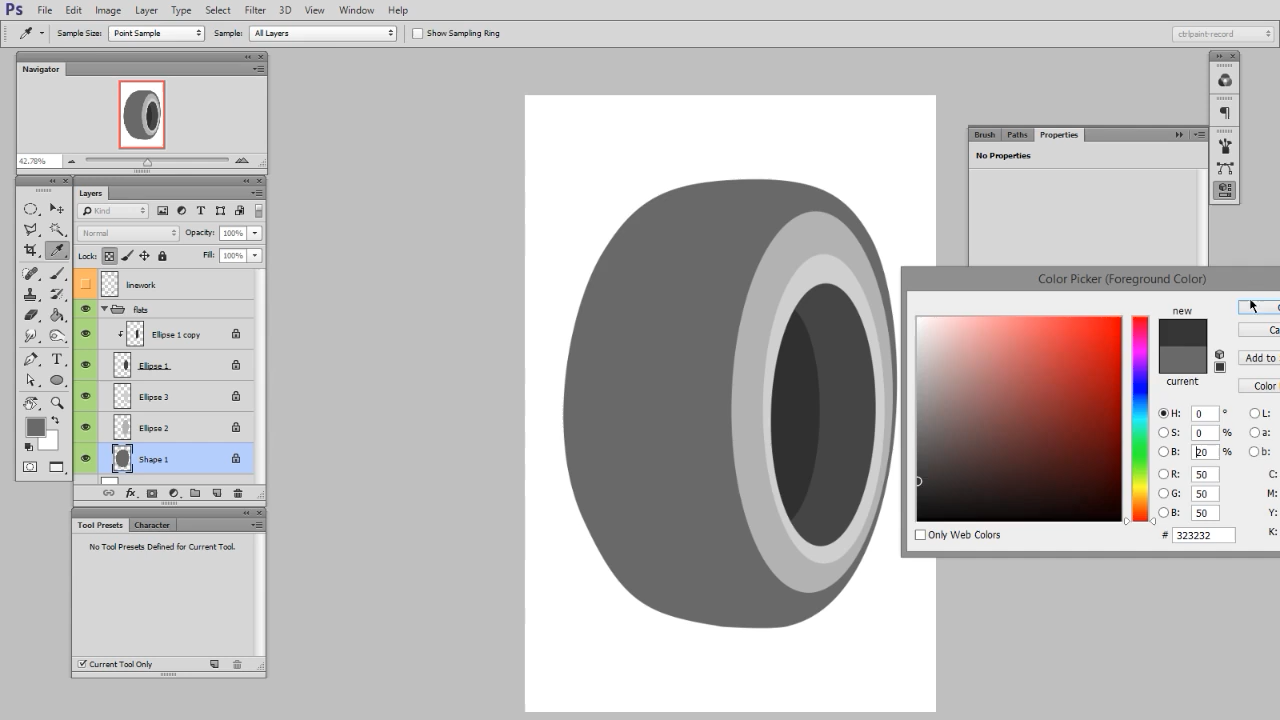 Ps File Edit Image Layer Type Select Filter 3D View Window Help
Sample Size: Point Sample Sample: All Layers Show Sampling Ring ctrlpaint-record
Navigator
42.78%
Layers
Kind
Normal Opacity: 100%
Lock: Fill: 100%
linework
flats
Ellipse 1 copy
Ellipse 1
Ellipse 3
Ellipse 2
Shape 1
fx
Tool Presets Character
No Tool Presets Defined for Current Tool.
Current Tool Only
Brush Paths Properties
No Properties
Color Picker (Foreground Color)
new
Ca
current
Add to
Color
H: 0 ° L:
S: 0 % a:
B: 20 % b:
R: 50 C:
G: 50 M:
B: 50 Y:
# 323232 K:
Only Web Colors